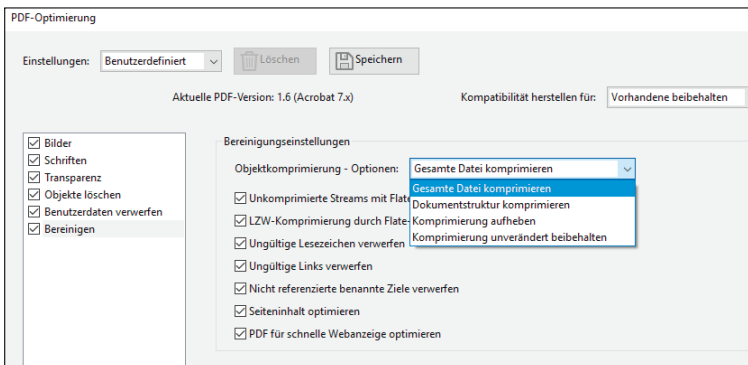 PDF-Optimierung
Einstellungen: Benutzerdefiniert Löschen Speichern
Aktuelle PDF-Version: 1.6 (Acrobat 7.x) Kompatibilität herstellen für: Vorhandene beibehalten
Bilder
Schriften
Transparenz
Objekte löschen
Benutzerdaten verwerfen
Bereinigen
Bereinigungseinstellungen
Objektkomprimierung - Optionen: Gesamte Datei komprimieren
Gesamte Datei komprimieren
Dokumentstruktur komprimieren
Komprimierung aufheben
Komprimierung unverändert beibehalten
Unkomprimierte Streams mit Flate
LZW-Komprimierung durch Flate-
Ungültige Lesezeichen verwerfen
Ungültige Links verwerfen
Nicht referenzierte benannte Ziele verwerfen
Seiteninhalt optimieren
PDF für schnelle Webanzeige optimieren